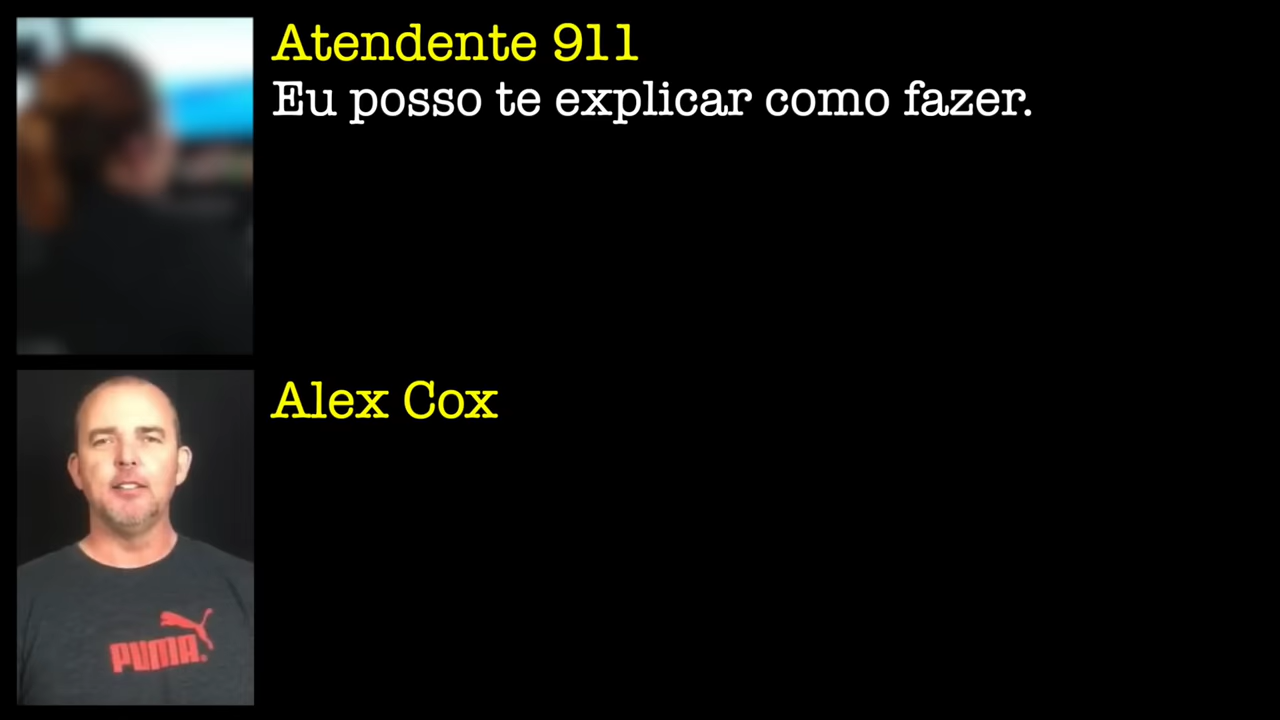 Atendente 911
Eu posso te explicar como fazer.
Alex Cox
PUMA.